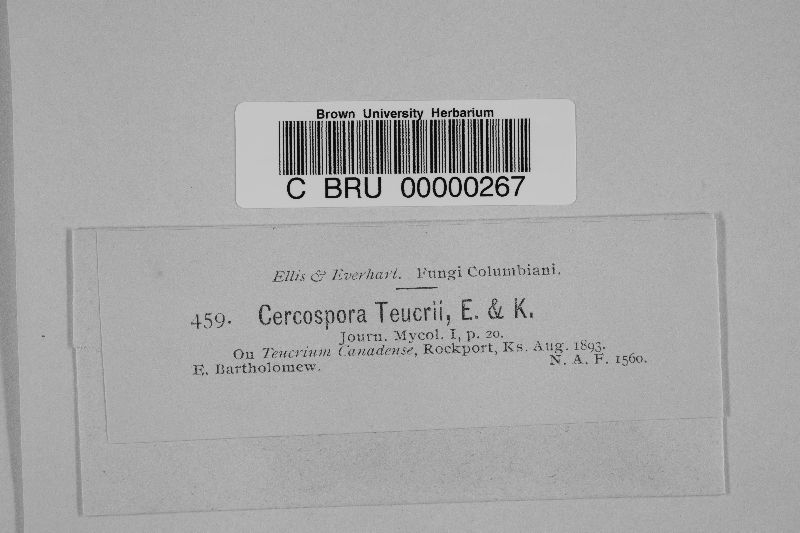 Brown University Herbarium
C BRU 00000267
Ellis & Everhart. Fungi Columbiani.
459. Cercospora Teucrii, E. & K.
Journ. Mycol. I, p. 20.
On Teucrium Canadense, Rockport, Ks. Aug. 1893.
E. Bartholomew. N. A. F. 1560.